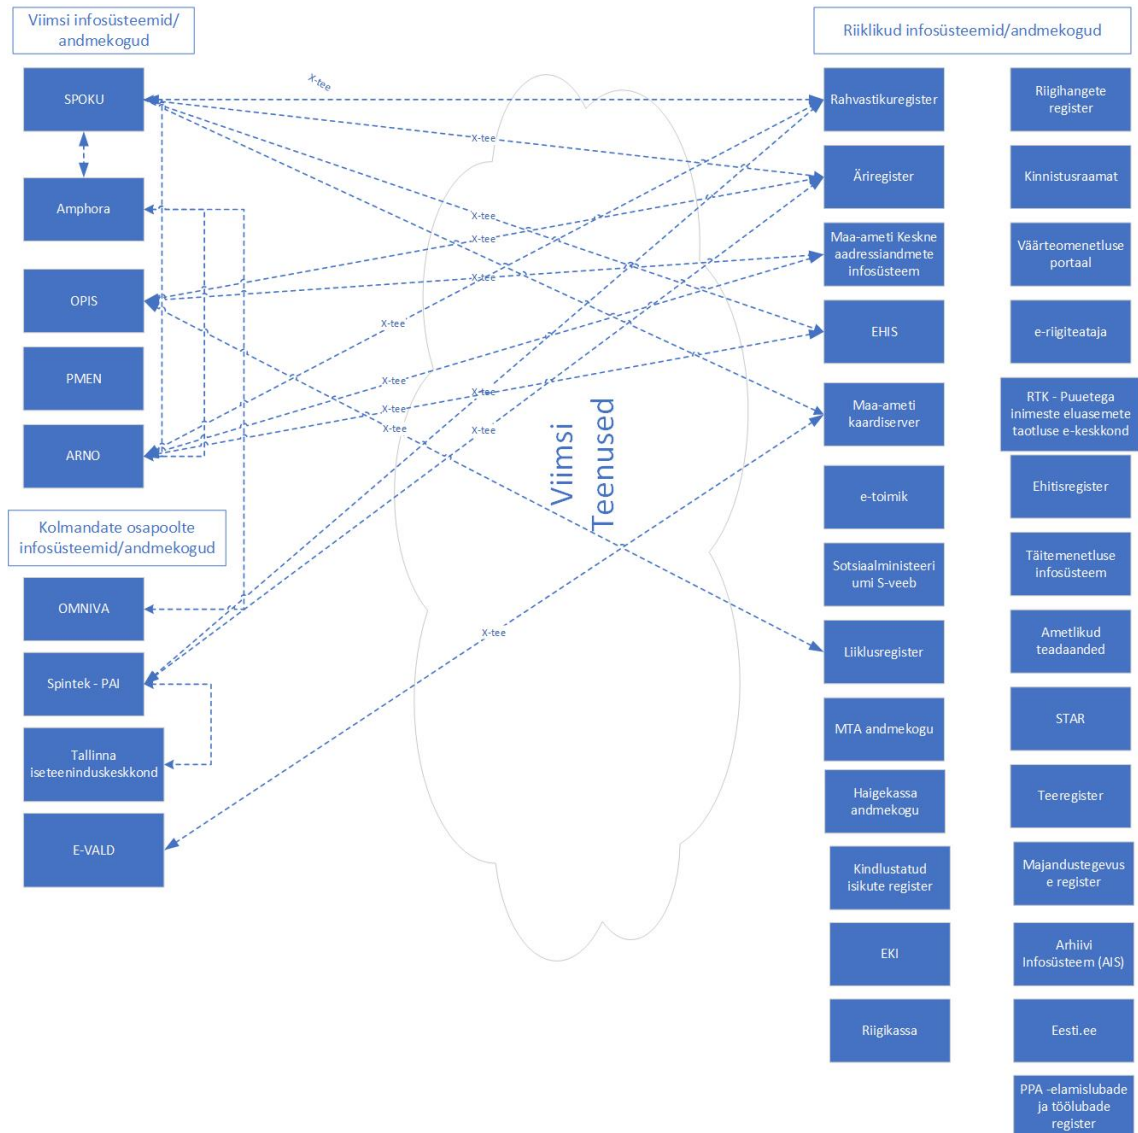 Viimsi infosüsteemid/
andmekogud
SPOKU
Amphora
OPIS
PMEN
ARNO
Kolmandate osapoolte
infosüsteemid/andmekogud
OMNIVA
Spintek - PAI
Tallinna
iseteeninduskeskkond
E-VALD
X-tee
X-tee
X-tee
X-tee
X-tee
X-tee
X-tee
X-tee
X-tee
X-tee
X-tee
Viimsi
Teenused
Riiklikud infosüsteemid/andmekogud
Rahvastikuregister
Äriregister
Maa-ameti Keskne
aadressiandmete
infosüsteem
EHIS
Maa-ameti
kaardiserver
e-toimik
Sotsiaalministeeri
umi S-veeb
Liiklusregister
MTA andmekogu
Haigekassa
andmekogu
Kindlustatud
isikute register
EKI
Riigikassa
Riigihangete
register
Kinnistusraamat
Väärteomenetluse
portaal
e-riigiteataja
RTK - Puuetega
inimeste eluasemete
taotluse e-keskkond
Ehitisregister
Täitemenetluse
infosüsteem
Ametlikud
teadaanded
STAR
Teeregister
Majandustegevus
e register
Arhiivi
Infosüsteem (AIS)
Eesti.ee
PPA -elamislubade
ja töölubade
register